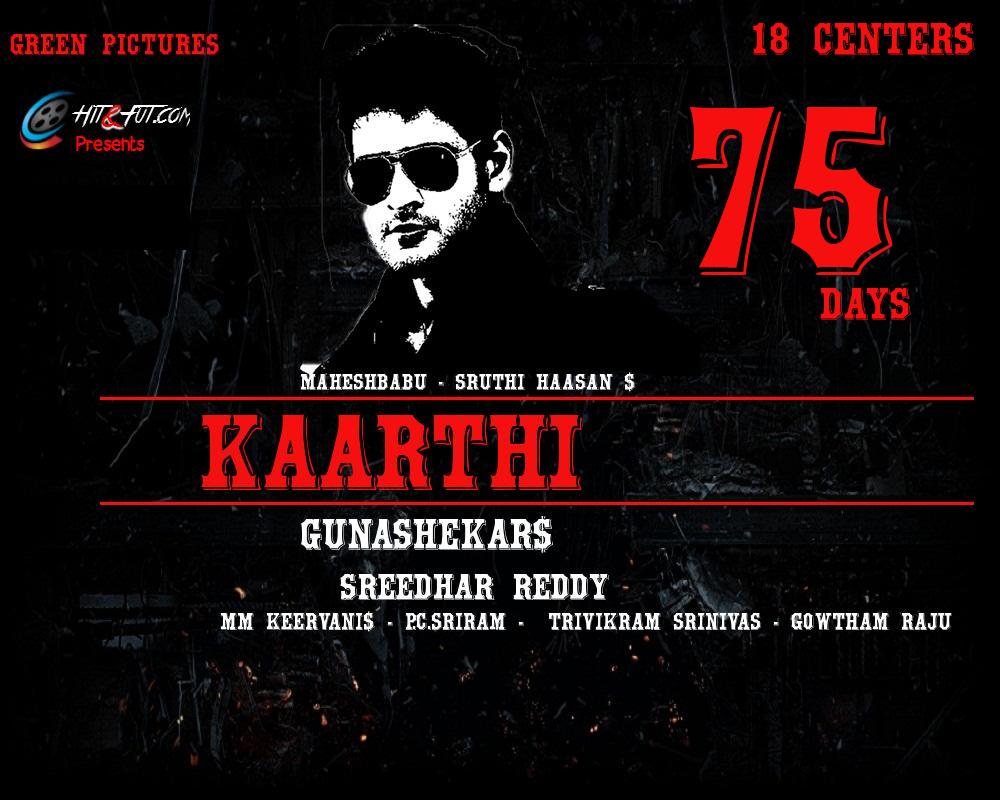 GREEN PICTURES
18 CENTERS
HIT&FUT.COM
Presents
75
DAYS
MAHESHBABU - SRUTHI HAASAN $
KAARTHI
GUNASHEKAR$
SREEDHAR REDDY
MM KEERVANI$ - P.C.SRIRAM - TRIVIKRAM SRINIVAS - GOWTHAM RAJU